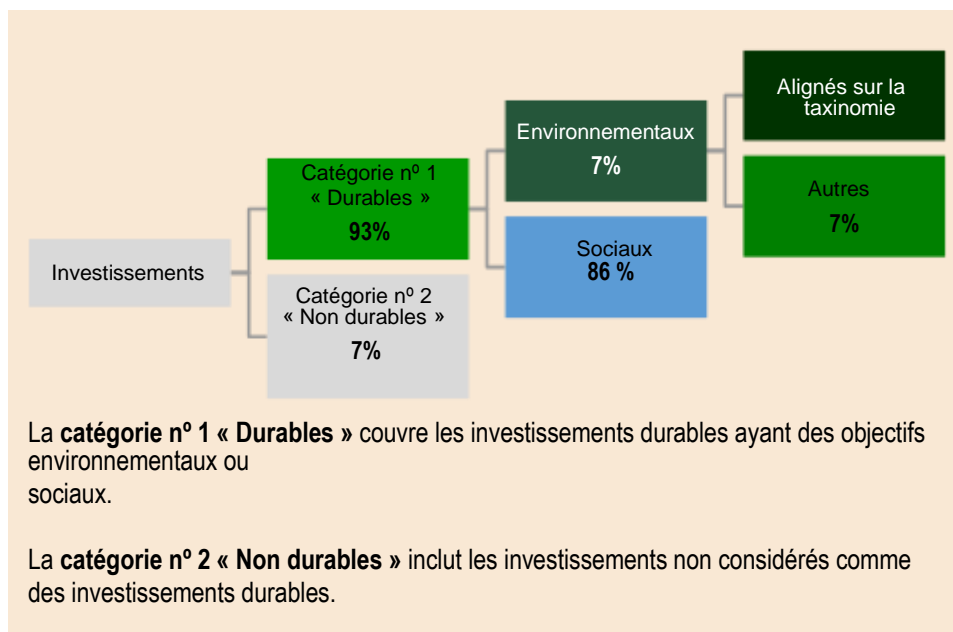 Investissements
Catégorie nº 1
« Durables »
93%
Catégorie nº 2
« Non durables »
7%
Environnementaux
7%
Sociaux
86 %
Alignés sur la
taxinomie
Autres
7%
La catégorie nº 1 « Durables » couvre les investissements durables ayant des objectifs
environnementaux ou
sociaux.
La catégorie nº 2 « Non durables » inclut les investissements non considérés comme
des investissements durables.